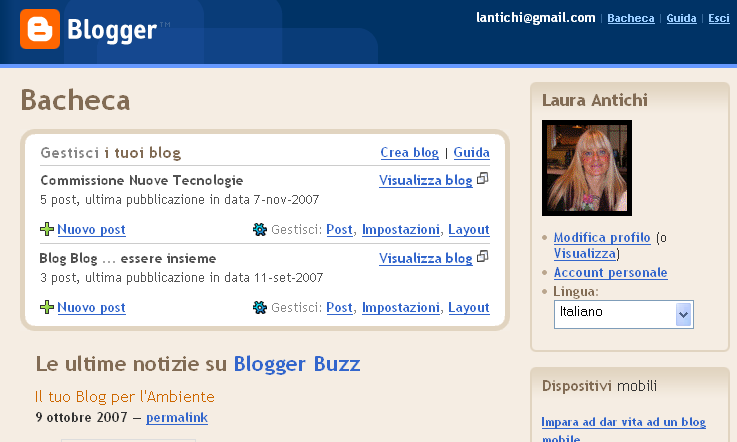 Blogger™
lantichi@gmail.com | Bacheca | Guida | Esci
Bacheca
Gestisci i tuoi blog
Crea blog | Guida
Commissione Nuove Tecnologie
Visualizza blog
5 post, ultima pubblicazione in data 7-nov-2007
Nuovo post
Gestisci: Post, Impostazioni, Layout
Blog Blog ... essere insieme
Visualizza blog
3 post, ultima pubblicazione in data 11-set-2007
Nuovo post
Gestisci: Post, Impostazioni, Layout
Le ultime notizie su Blogger Buzz
Il tuo Blog per l'Ambiente
9 ottobre 2007 — permalink
Laura Antichi
Modifica profilo (o
Visualizza)
Account personale
Lingua:
Italiano
Dispositivi mobili
Impara ad dar vita ad un blog
mobile